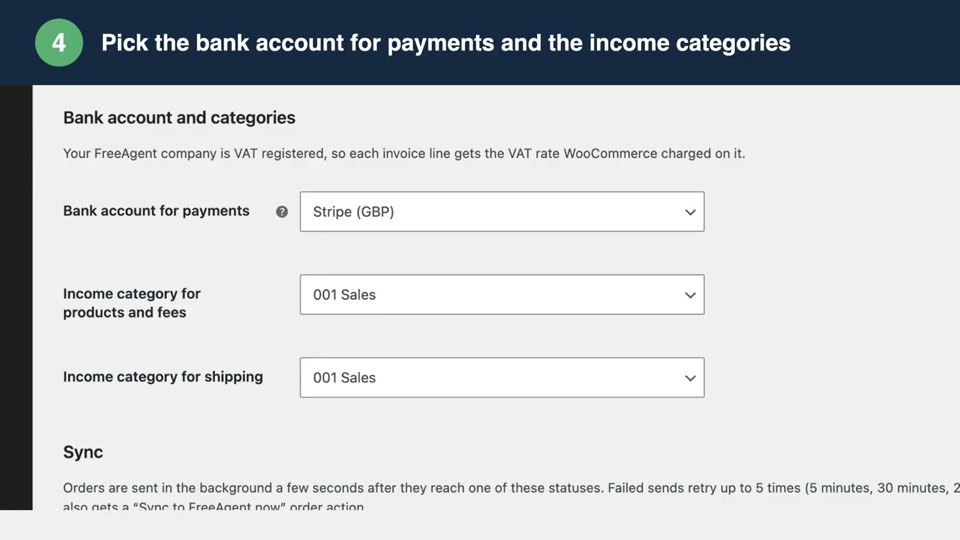 4
Pick the bank account for payments and the income categories
Bank account and categories
Your FreeAgent company is VAT registered, so each invoice line gets the VAT rate WooCommerce charged on it.
Bank account for payments
?
Stripe (GBP)
Income category for
products and fees
001 Sales
Income category for shipping
001 Sales
Sync
Orders are sent in the background a few seconds after they reach one of these statuses. Failed sends retry up to 5 times (5 minutes, 30 minutes, 2
also gets a “Sync to FreeAgent now” order action